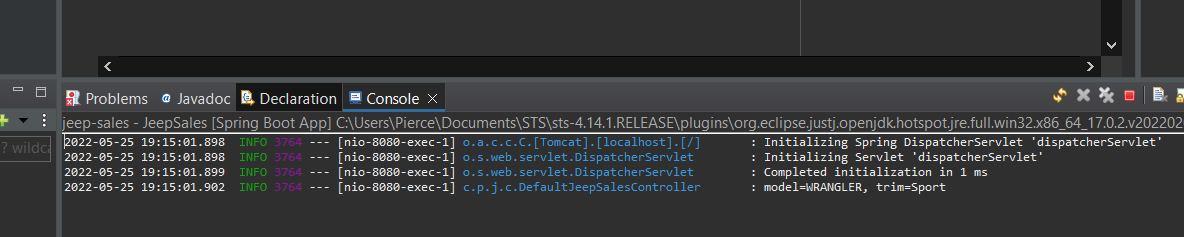 Problems Javadoc Declaration Console
jeep-sales - JeepSales [Spring Boot App] C:\Users\Pierce\Documents\STS\sts-4.14.1.RELEASE\plugins\org.eclipse.justj.openjdk.hotspot.jre.full.win32.x86_64_17.0.2.v202202
? wildca
2022-05-25 19:15:01.898 INFO 3764 --- [nio-8080-exec-1] o.a.c.c.C.[Tomcat].[localhost].[/] : Initializing Spring DispatcherServlet 'dispatcherServlet'
2022-05-25 19:15:01.898 INFO 3764 --- [nio-8080-exec-1] o.s.web.servlet.DispatcherServlet : Initializing Servlet 'dispatcherServlet'
2022-05-25 19:15:01.899 INFO 3764 --- [nio-8080-exec-1] o.s.web.servlet.DispatcherServlet : Completed initialization in 1 ms
2022-05-25 19:15:01.902 INFO 3764 --- [nio-8080-exec-1] c.p.j.c.DefaultJeepSalesController : model=WRANGLER, trim=Sport